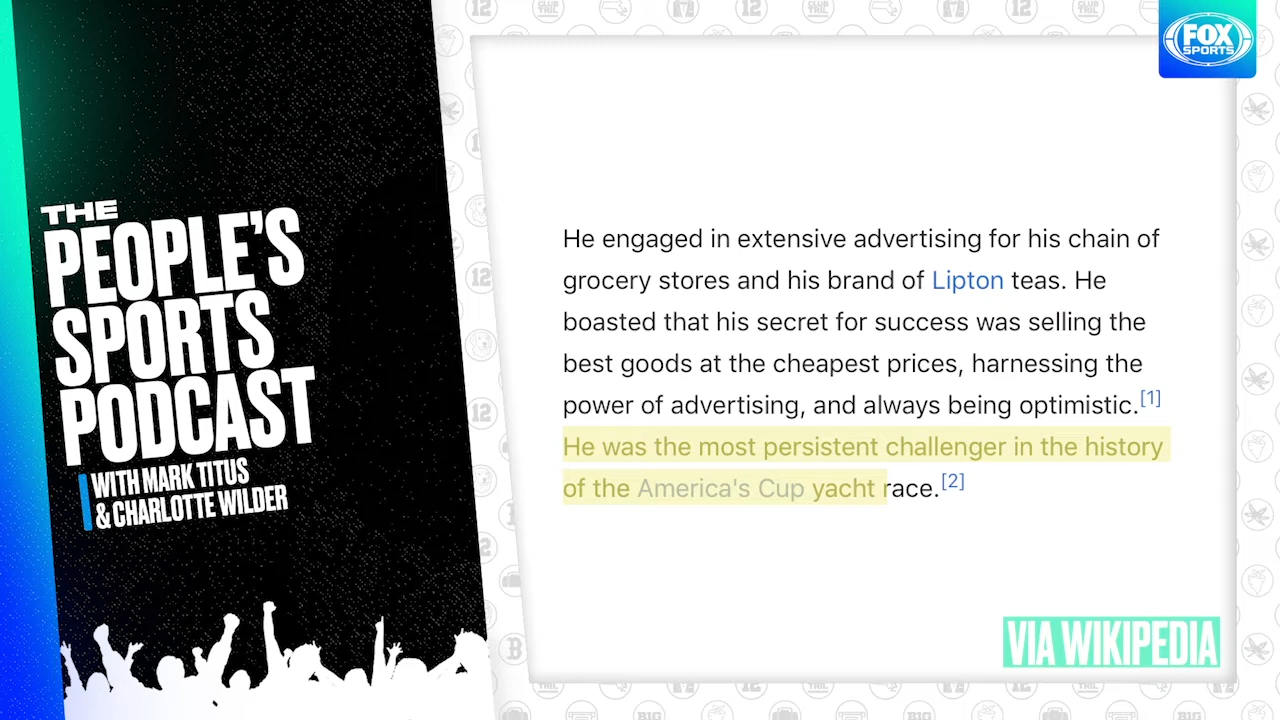 FOX
SPORTS
THE
PEOPLE'S
SPORTS
PODCAST
WITH MARK TITUS
& CHARLOTTE WILDER
He engaged in extensive advertising for his chain of
grocery stores and his brand of Lipton teas. He
boasted that his secret for success was selling the
best goods at the cheapest prices, harnessing the
power of advertising, and always being optimistic.[1]
He was the most persistent challenger in the history
of the America's Cup yacht race.[2]
VIA WIKIPEDIA